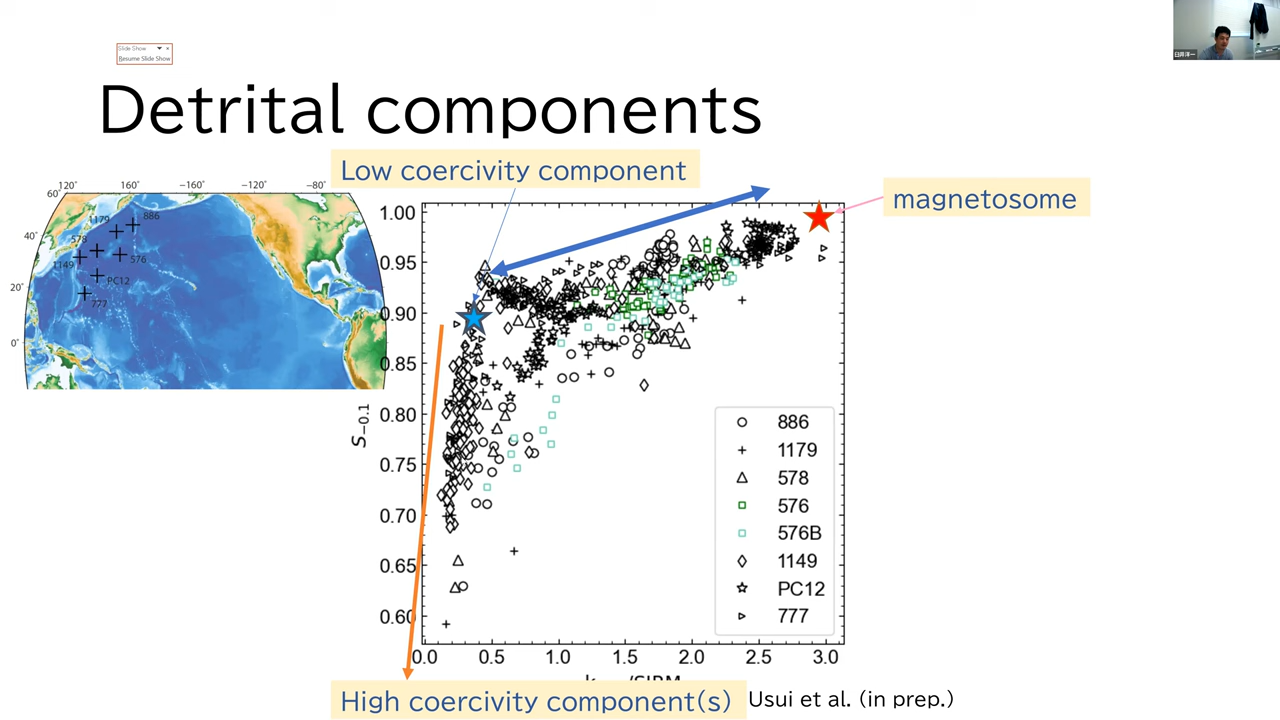 Slide Show
Resume Slide Show
臼井洋一
Detrital components
Low coercivity component
magnetosome
120° 160° −160° −120° −80°
60°
40°
20°
0°
886
1179
578
576
1149
PC12
777
1.00
0.95
0.90
0.85
0.80
0.75
0.70
0.65
0.60
S−0.1
886
1179
578
576
576B
1149
PC12
777
0.0 0.5 1.0 1.5 2.0 2.5 3.0
High coercivity component(s)
Usui et al. (in prep.)